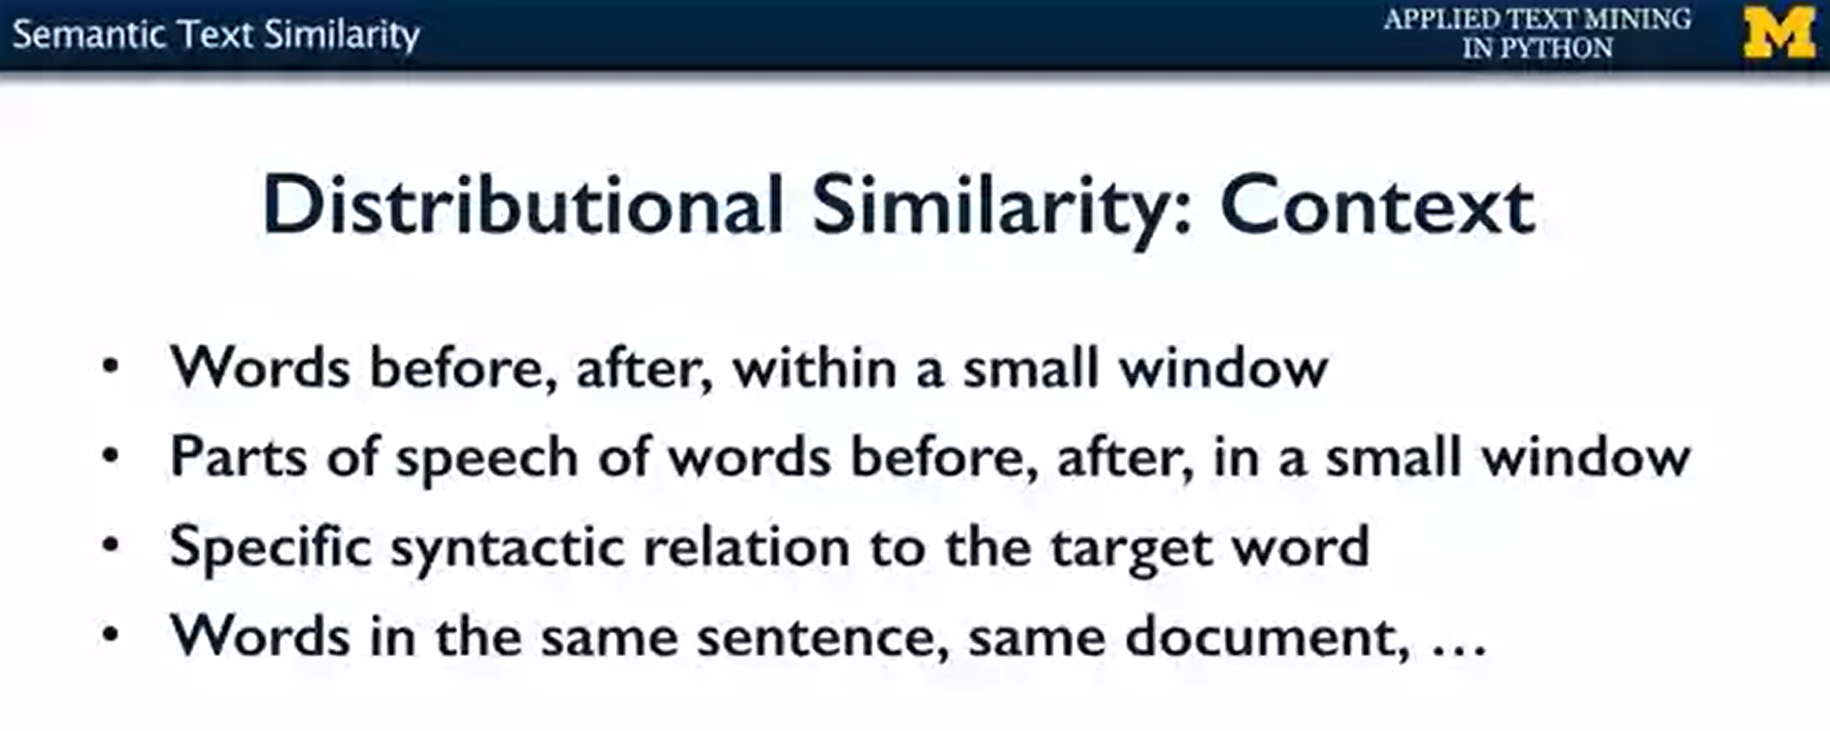 Semantic Text Similarity
APPLIED TEXT MINING
IN PYTHON
M
Distributional Similarity: Context
• Words before, after, within a small window
• Parts of speech of words before, after, in a small window
• Specific syntactic relation to the target word
• Words in the same sentence, same document, …